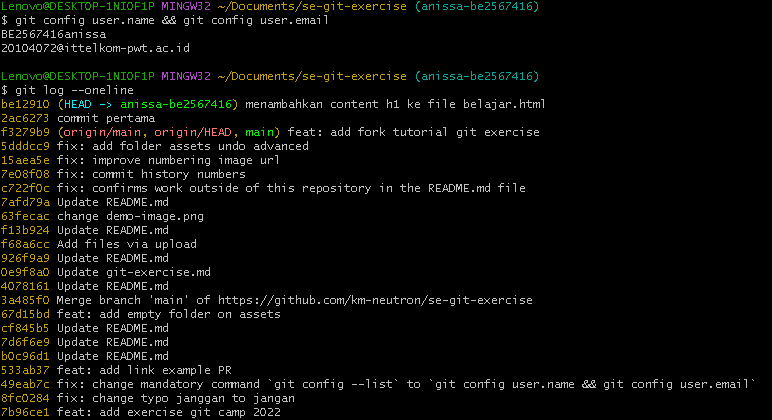 Lenovo@DESKTOP-1NIOF1P MINGW32 ~/Documents/se-git-exercise (anissa-be2567416)
$ git config user.name && git config user.email
BE2567416anissa
20104072@ittelkom-pwt.ac.id
Lenovo@DESKTOP-1NIOF1P MINGW32 ~/Documents/se-git-exercise (anissa-be2567416)
$ git log --oneline
be12910 (HEAD -> anissa-be2567416) menambahkan content h1 ke file belajar.html
2ac6273 commit pertama
f3279b9 (origin/main, origin/HEAD, main) feat: add fork tutorial git exercise
5dddcc9 fix: add folder assets undo advanced
15aea5e fix: improve numbering image url
7e08f08 fix: commit history numbers
c722f0c fix: confirms work outside of this repository in the README.md file
7afd79a Update README.md
63fecac change demo-image.png
f13b924 Update README.md
f68a6cc Add files via upload
926f9a9 Update README.md
0e9f8a0 Update git-exercise.md
4078161 Update README.md
3a485f0 Merge branch 'main' of https://github.com/km-neutron/se-git-exercise
67d15bd feat: add empty folder on assets
cf845b5 Update README.md
7d6f6e9 Update README.md
b0c96d1 Update README.md
533ab37 feat: add link example PR
49eab7c fix: change mandatory command `git config --list` to `git config user.name && git config user.email`
8fc0284 fix: change typo janggan to jangan
7b96ce1 feat: add exercise git camp 2022